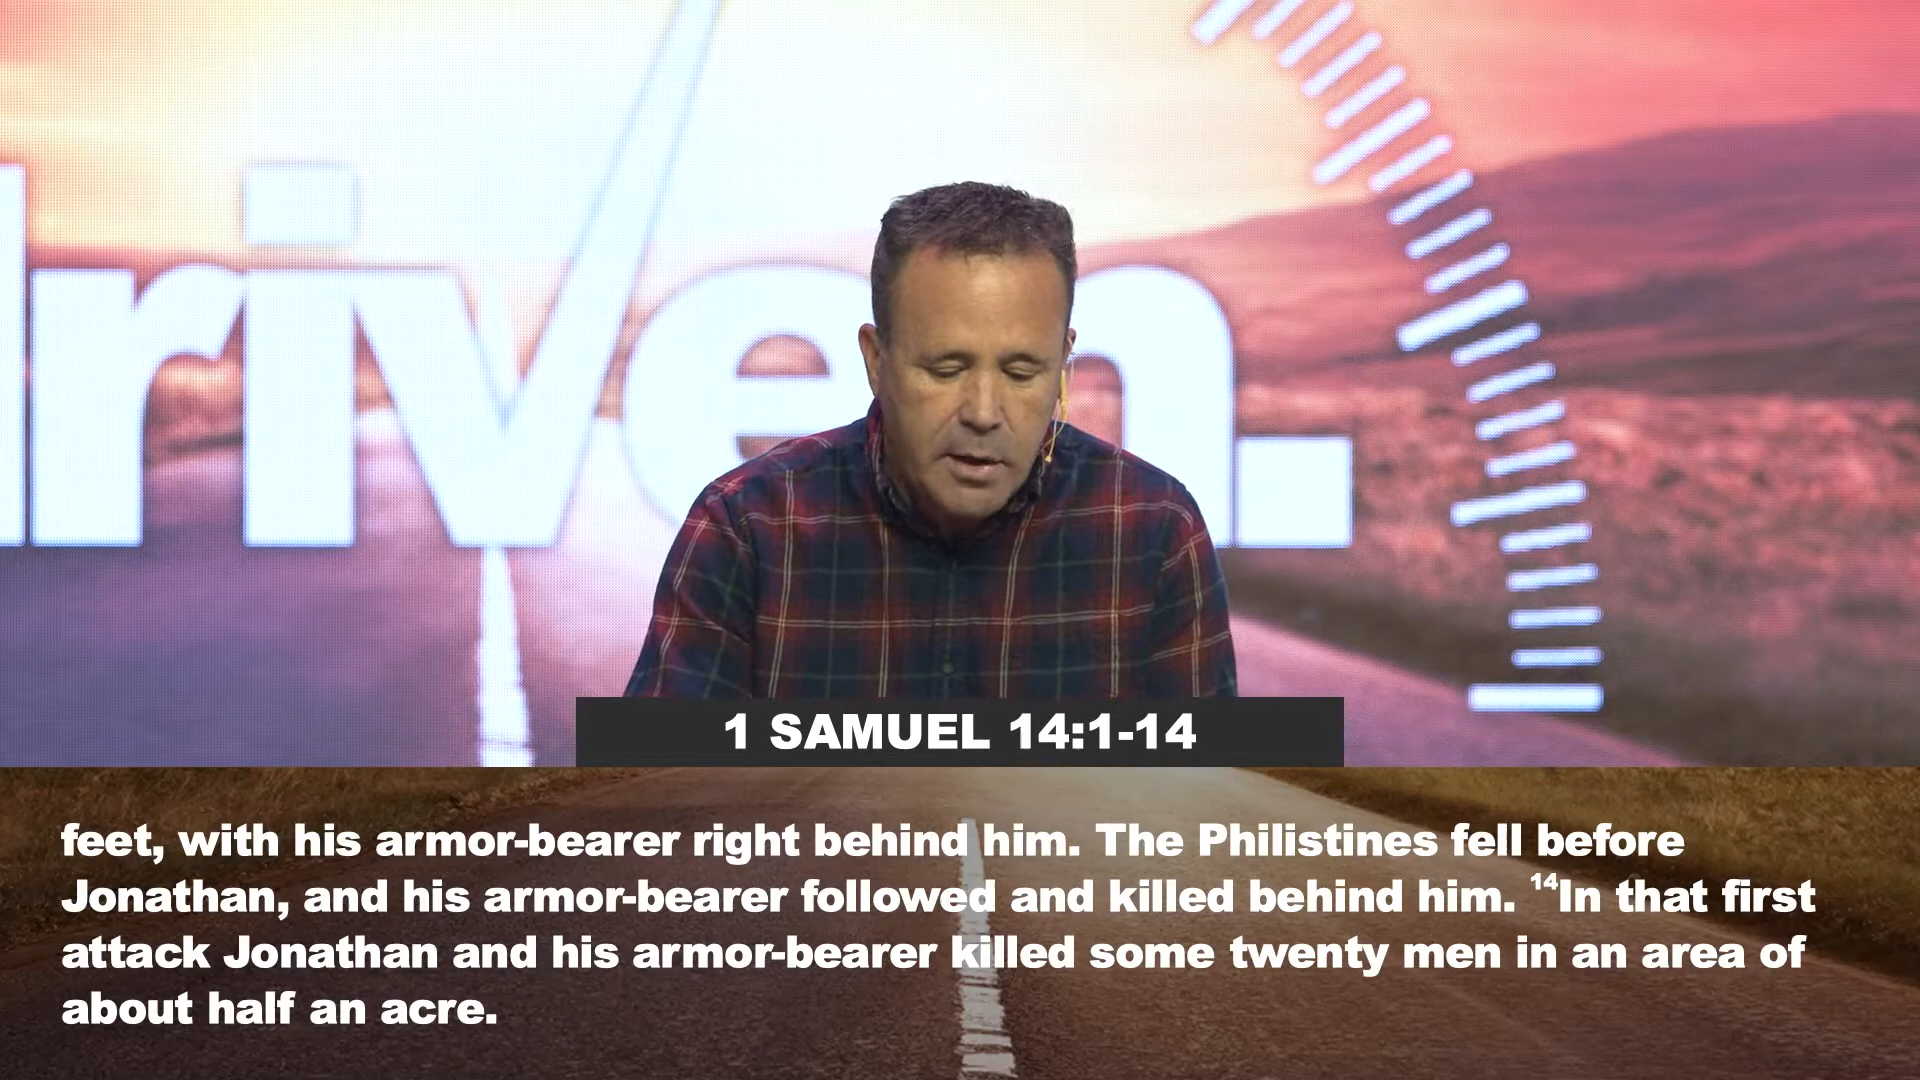 driven.
1 SAMUEL 14:1-14
feet, with his armor-bearer right behind him. The Philistines fell before
Jonathan, and his armor-bearer followed and killed behind him. ¹⁴In that first
attack Jonathan and his armor-bearer killed some twenty men in an area of
about half an acre.